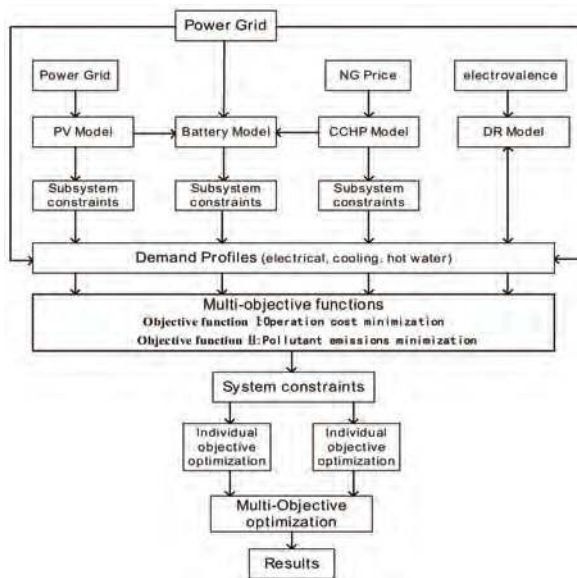 Power Grid
Power Grid
NG Price
electrovalence
PV Model
Battery Model
CCHP Model
DR Model
Subsystem
constraints
Subsystem
constraints
Subsystem
constraints
Demand Profiles (electrical, cooling, hot water)
Multi-objective functions
Objective function I:Operation cost minimization
Objective function II:Pollutant emissions minimization
System constraints
Individual
objective
optimization
Individual
objective
optimization
Multi-Objective
optimization
Results